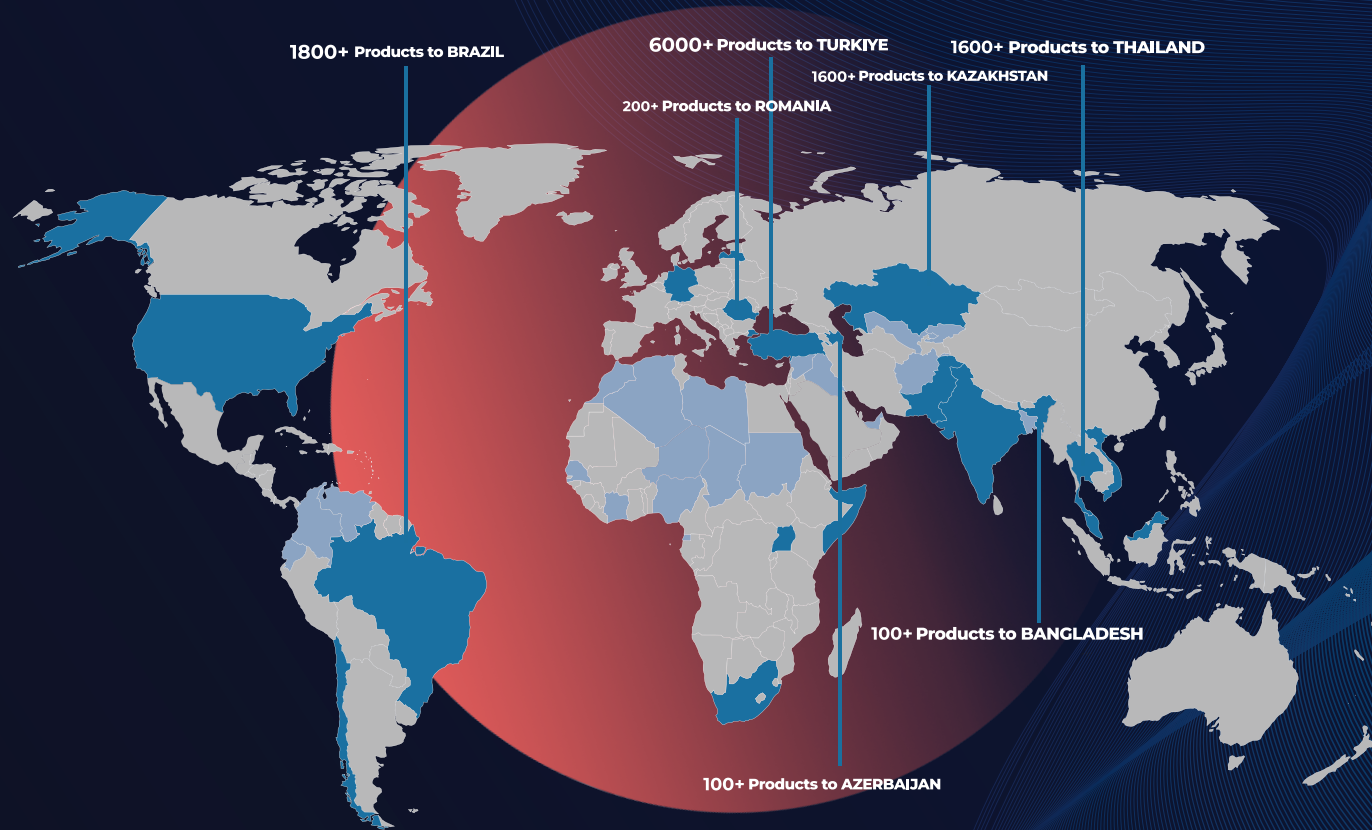 1800+ Products to BRAZIL
6000+ Products to TURKIYE
1600+ Products to THAILAND
1600+ Products to KAZAKHSTAN
200+ Products to ROMANIA
100+ Products to BANGLADESH
100+ Products to AZERBAIJAN